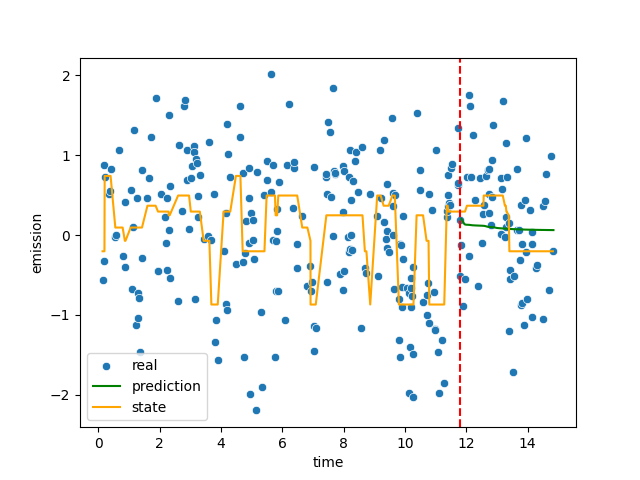 2
1
0
−1
−2
emission
real
prediction
state
0 2 4 6 8 10 12 14
time